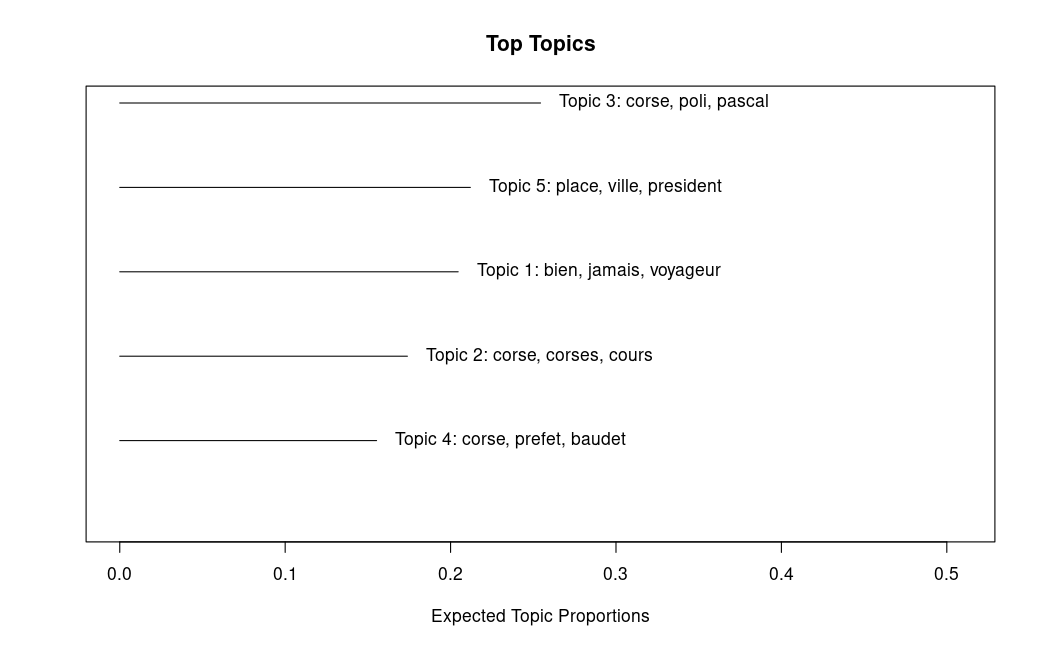 Top Topics
Topic 3: corse, poli, pascal
Topic 5: place, ville, president
Topic 1: bien, jamais, voyageur
Topic 2: corse, corses, cours
Topic 4: corse, prefet, baudet
0.0 0.1 0.2 0.3 0.4 0.5
Expected Topic Proportions